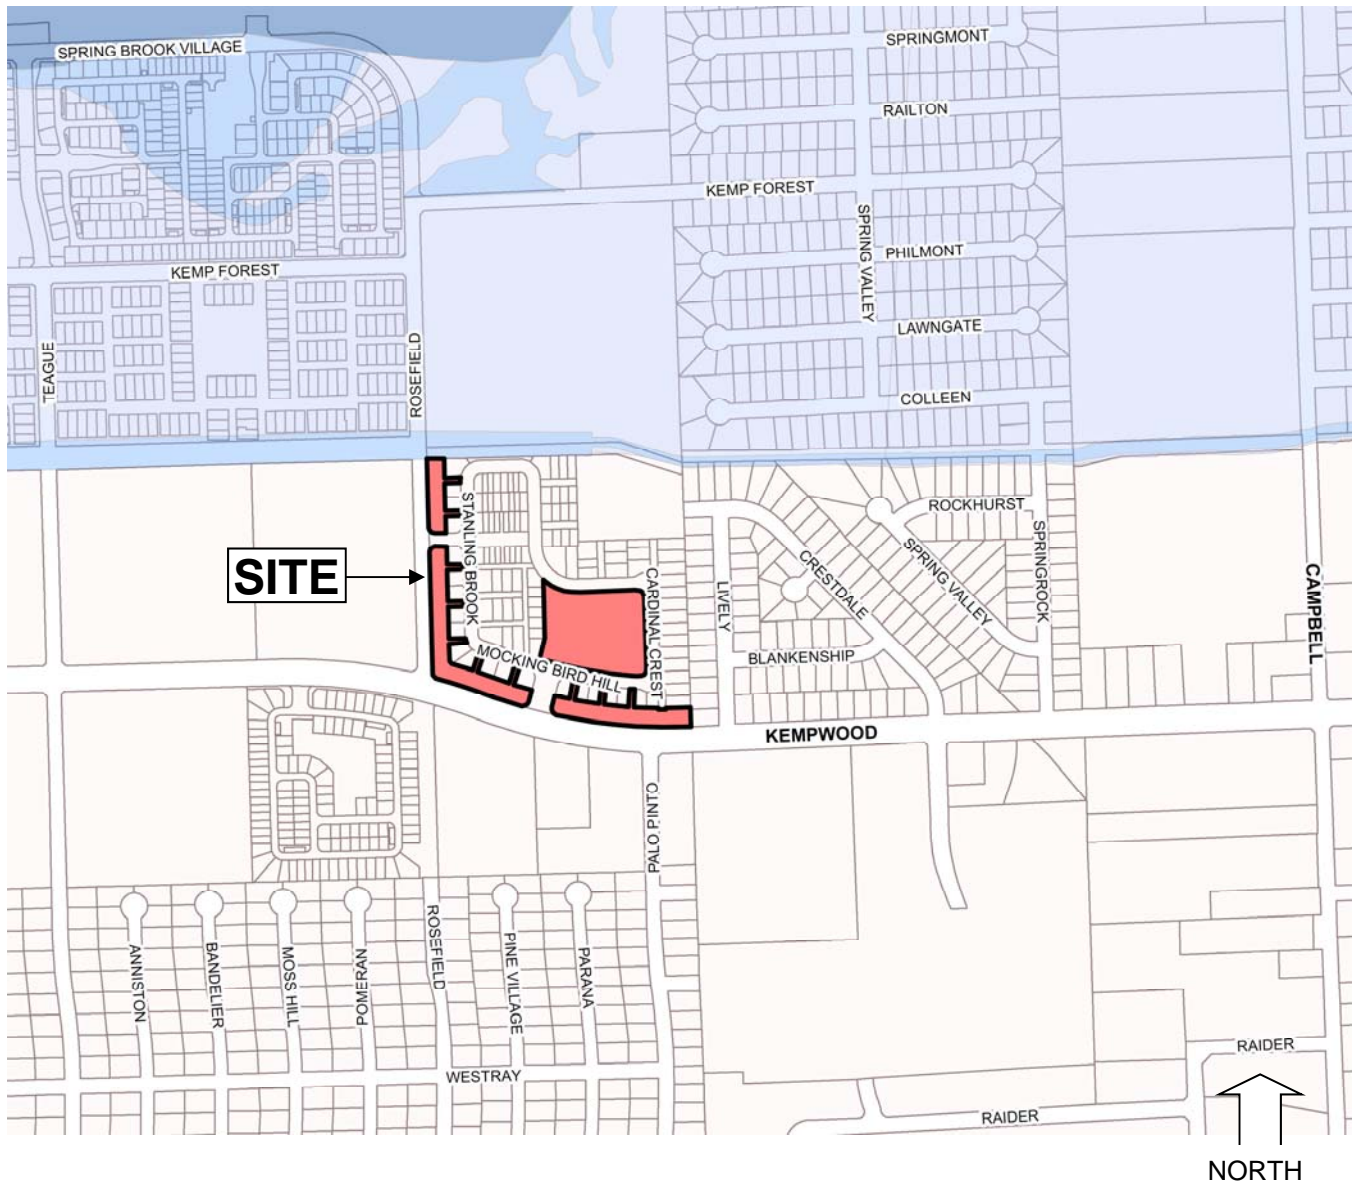 SPRING BROOK VILLAGE
SPRINGMONT
RAILTON
KEMP FOREST
SPRING VALLEY
PHILMONT
KEMP FOREST
LAWNGATE
TEAGUE
ROSEFIELD
COLLEEN
STANLING BROOK
ROCKHURST
SPRINGROCK
SPRING VALLEY
CRESTDALE
SITE
CARDINAL CREST
LIVELY
CAMPBELL
MOCKING BIRD HILL
BLANKENSHIP
KEMPWOOD
PALO PINTO
ANNISTON
BANDELIER
MOSS HILL
POMERAN
ROSEFIELD
PINE VILLAGE
PARANA
RAIDER
WESTRAY
RAIDER
NORTH